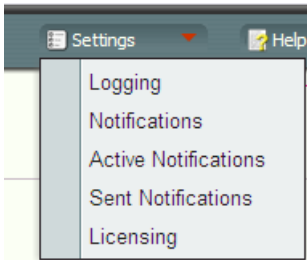 Settings Help
Logging
Notifications
Active Notifications
Sent Notifications
Licensing